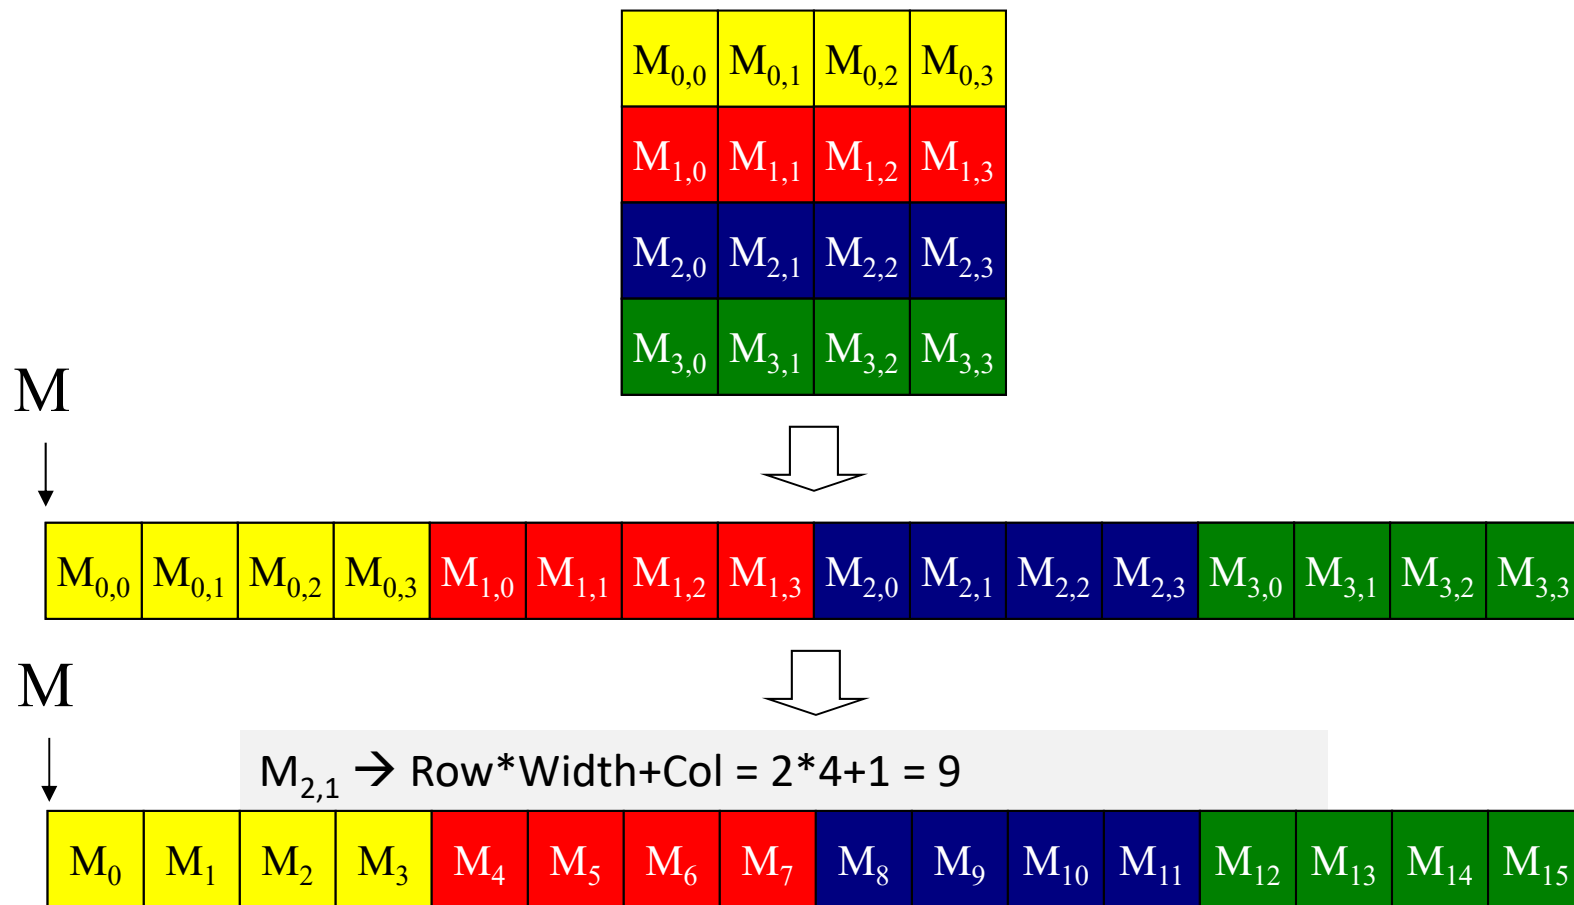 M0,0 M0,1 M0,2 M0,3
M1,0 M1,1 M1,2 M1,3
M2,0 M2,1 M2,2 M2,3
M3,0 M3,1 M3,2 M3,3
M
M0,0 M0,1 M0,2 M0,3 M1,0 M1,1 M1,2 M1,3 M2,0 M2,1 M2,2 M2,3 M3,0 M3,1 M3,2 M3,3
M
M2,1 → Row*Width+Col = 2*4+1 = 9
M0 M1 M2 M3 M4 M5 M6 M7 M8 M9 M10 M11 M12 M13 M14 M15